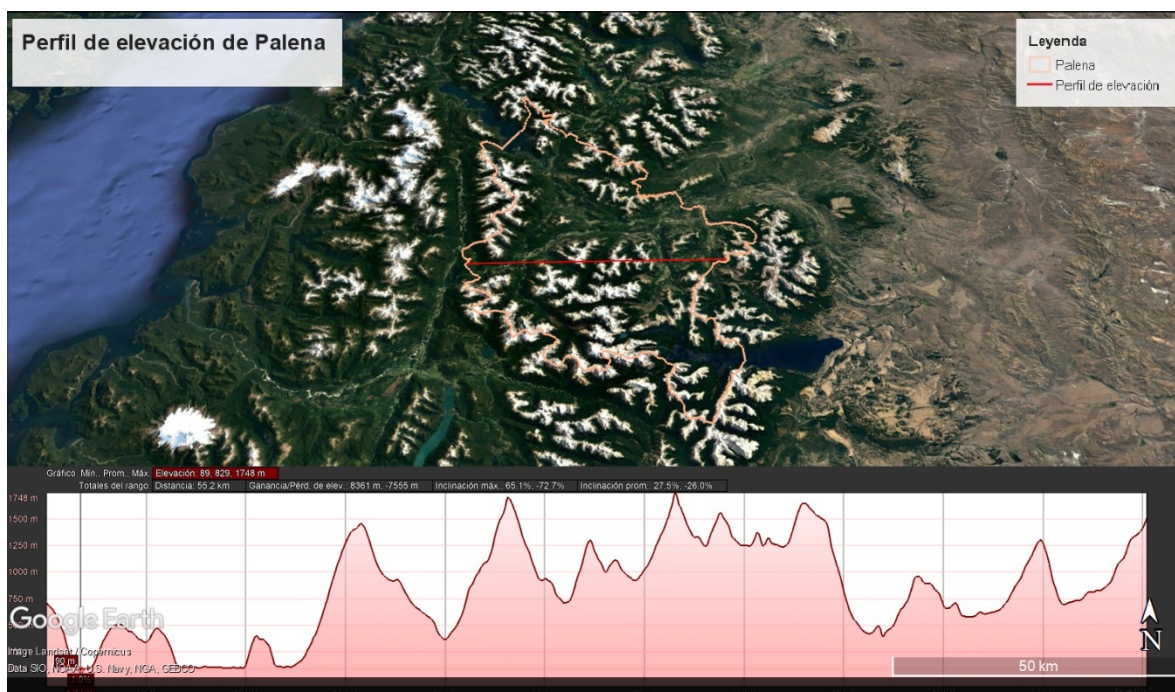 Perfil de elevación de Palena
Leyenda
Palena
Perfil de elevación
Gráfico: Mín., Prom., Máx. Elevación: 89, 829, 1748 m
Totales del rango: Distancia: 55.2 km Ganancia/Pérd. de elev.: 8361 m, -7555 m Inclinación máx.: 65.1%, -72.7% Inclinación prom.: 27.5%, -26.0%
1748 m
1500 m
1250 m
1000 m
750 m
Google Earth
Image Landsat / Copernicus
Data SIO, NOAA, U.S. Navy, NGA, GEBCO
90 m
1.0%
N
50 km